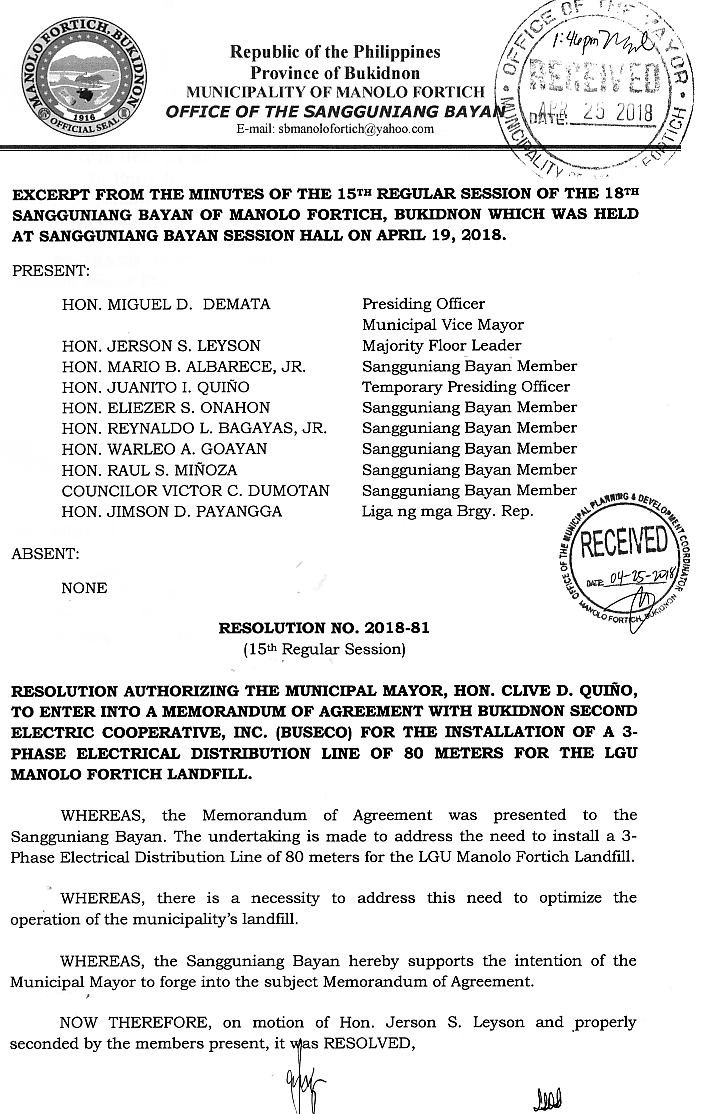 MANOLO FORTICH, BUKIDNON
1916
OFFICIAL SEAL
Republic of the Philippines
Province of Bukidnon
MUNICIPALITY OF MANOLO FORTICH
OFFICE OF THE SANGGUNIANG BAYAN
E-mail: sbmanolofortich@yahoo.com
OFFICE OF THE MAYOR
1:46pm
RECEIVED
DATE: APR 25 2018
MUNICIPALITY OF FORTICH
EXCERPT FROM THE MINUTES OF THE 15TH REGULAR SESSION OF THE 18TH
SANGGUNIANG BAYAN OF MANOLO FORTICH, BUKIDNON WHICH WAS HELD
AT SANGGUNIANG BAYAN SESSION HALL ON APRIL 19, 2018.
PRESENT:
HON. MIGUEL D. DEMATA Presiding Officer
Municipal Vice Mayor
HON. JERSON S. LEYSON Majority Floor Leader
HON. MARIO B. ALBARECE, JR. Sangguniang Bayan Member
HON. JUANITO I. QUIÑO Temporary Presiding Officer
HON. ELIEZER S. ONAHON Sangguniang Bayan Member
HON. REYNALDO L. BAGAYAS, JR. Sangguniang Bayan Member
HON. WARLEO A. GOAYAN Sangguniang Bayan Member
HON. RAUL S. MIÑOZA Sangguniang Bayan Member
COUNCILOR VICTOR C. DUMOTAN Sangguniang Bayan Member
HON. JIMSON D. PAYANGGA Liga ng mga Brgy. Rep.
OFFICE OF THE MUNICIPAL PLANNING & DEVELOPMENT COORDINATOR
RECEIVED
DATE: 04-25-2018
MANOLO FORTICH, BUKIDNON
ABSENT:
NONE
RESOLUTION NO. 2018-81
(15th Regular Session)
RESOLUTION AUTHORIZING THE MUNICIPAL MAYOR, HON. CLIVE D. QUIÑO,
TO ENTER INTO A MEMORANDUM OF AGREEMENT WITH BUKIDNON SECOND
ELECTRIC COOPERATIVE, INC. (BUSECO) FOR THE INSTALLATION OF A 3-
PHASE ELECTRICAL DISTRIBUTION LINE OF 80 METERS FOR THE LGU
MANOLO FORTICH LANDFILL.
WHEREAS, the Memorandum of Agreement was presented to the
Sangguniang Bayan. The undertaking is made to address the need to install a 3-
Phase Electrical Distribution Line of 80 meters for the LGU Manolo Fortich Landfill.
WHEREAS, there is a necessity to address this need to optimize the
operation of the municipality's landfill.
WHEREAS, the Sangguniang Bayan hereby supports the intention of the
Municipal Mayor to forge into the subject Memorandum of Agreement.
NOW THEREFORE, on motion of Hon. Jerson S. Leyson and properly
seconded by the members present, it was RESOLVED,